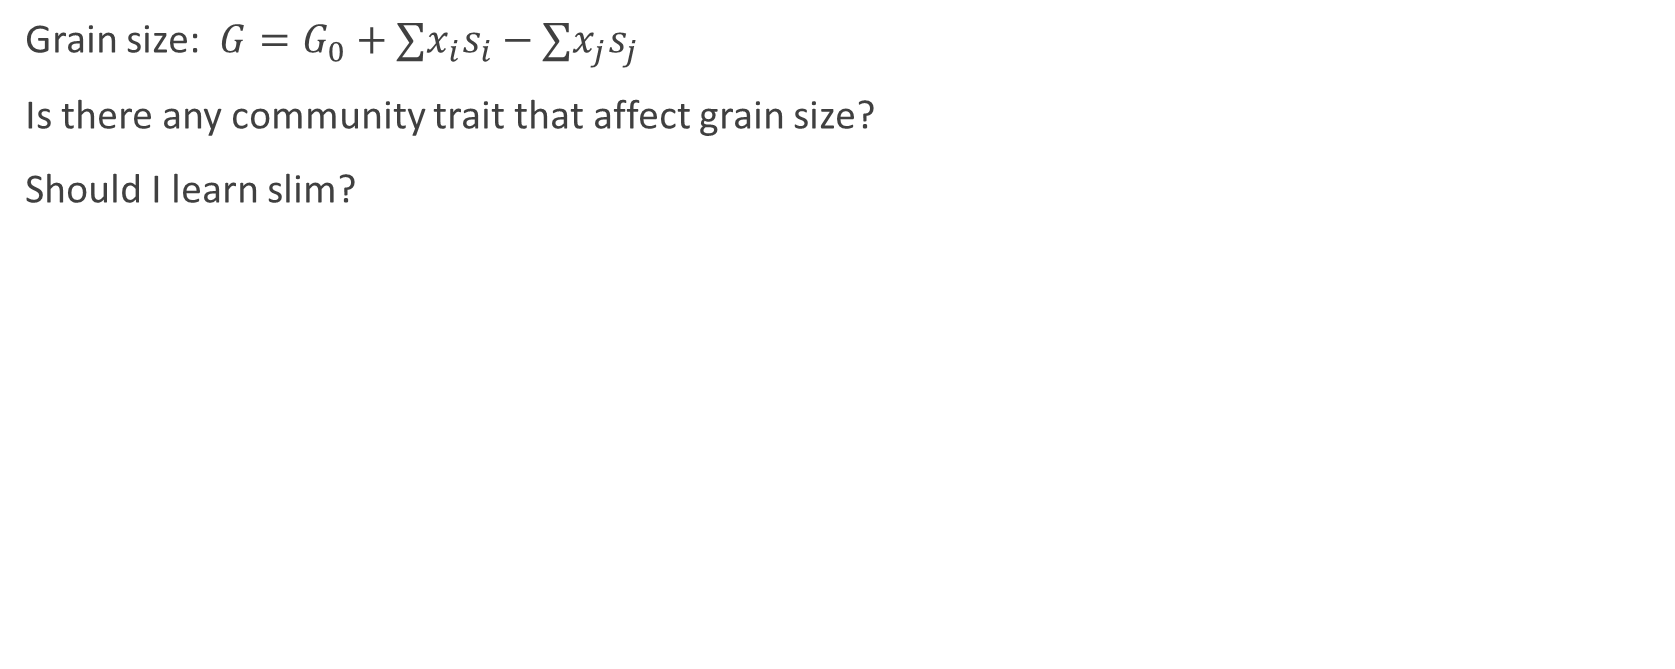 Grain size: G = G₀ + ∑xᵢsᵢ − ∑xⱼsⱼ
Is there any community trait that affect grain size?
Should I learn slim?